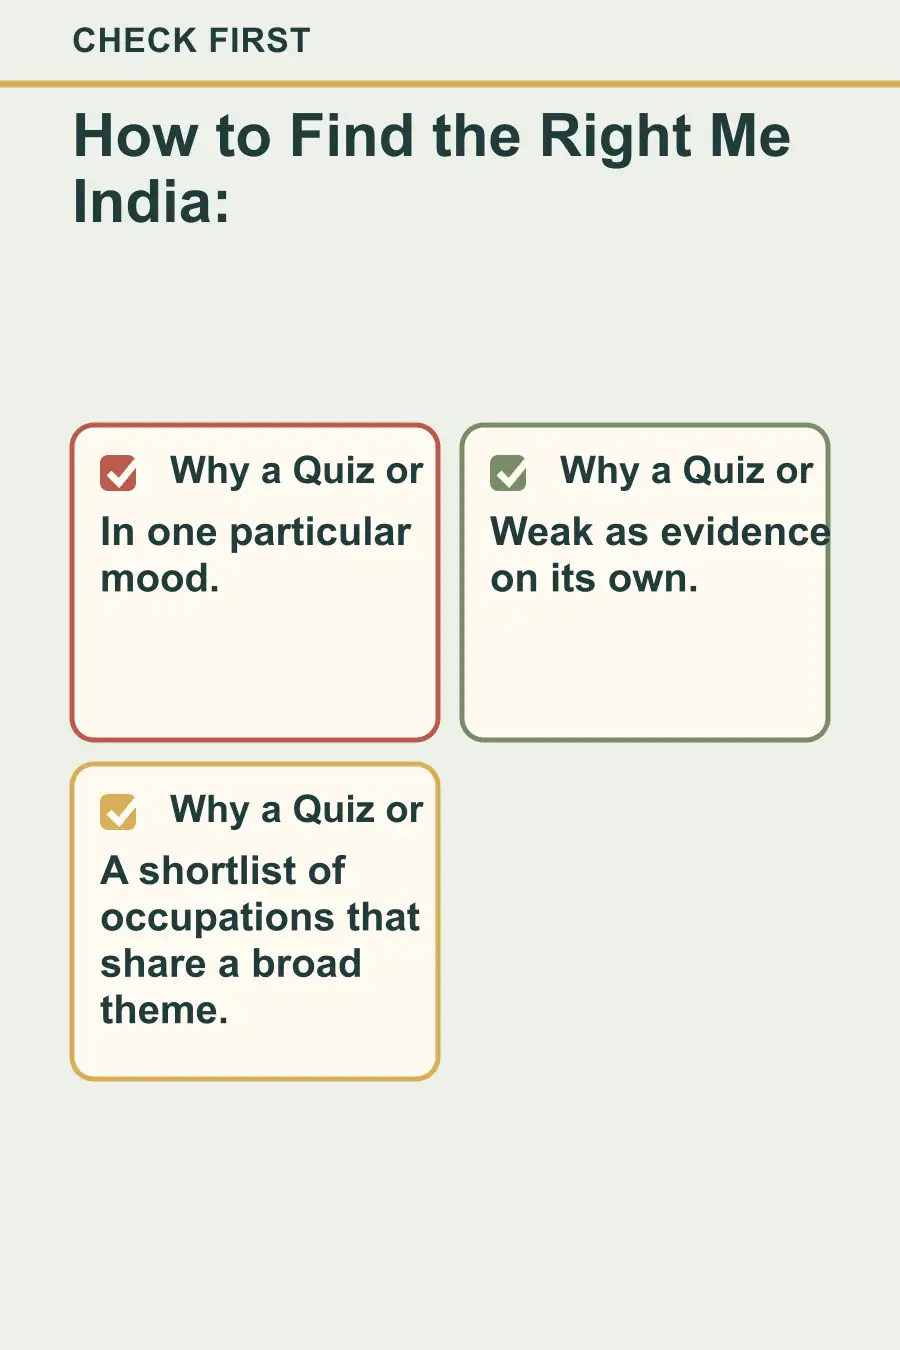 CHECK FIRST
How to Find the Right Me
India:
Why a Quiz or
In one particular
mood.
Why a Quiz or
Weak as evidence
on its own.
Why a Quiz or
A shortlist of
occupations that
share a broad
theme.